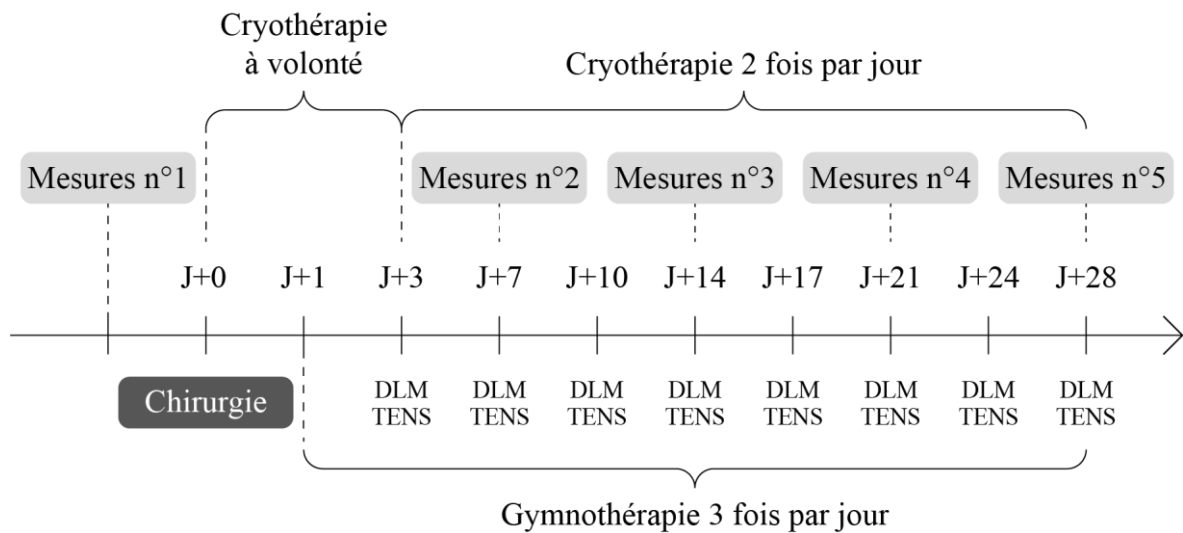 Cryothérapie
à volonté
Cryothérapie 2 fois par jour
Mesures n°1
Mesures n°2
Mesures n°3
Mesures n°4
Mesures n°5
J+0
J+1
J+3
J+7
J+10
J+14
J+17
J+21
J+24
J+28
Chirurgie
DLM
TENS
DLM
TENS
DLM
TENS
DLM
TENS
DLM
TENS
DLM
TENS
DLM
TENS
DLM
TENS
Gymnothérapie 3 fois par jour